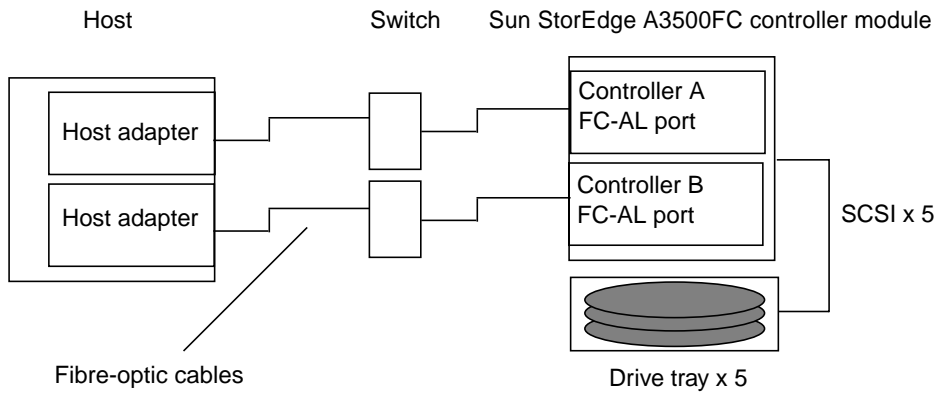 Host
Switch
Sun StorEdge A3500FC controller module
Host adapter
Host adapter
Controller A
FC-AL port
Controller B
FC-AL port
SCSI x 5
Fibre-optic cables
Drive tray x 5